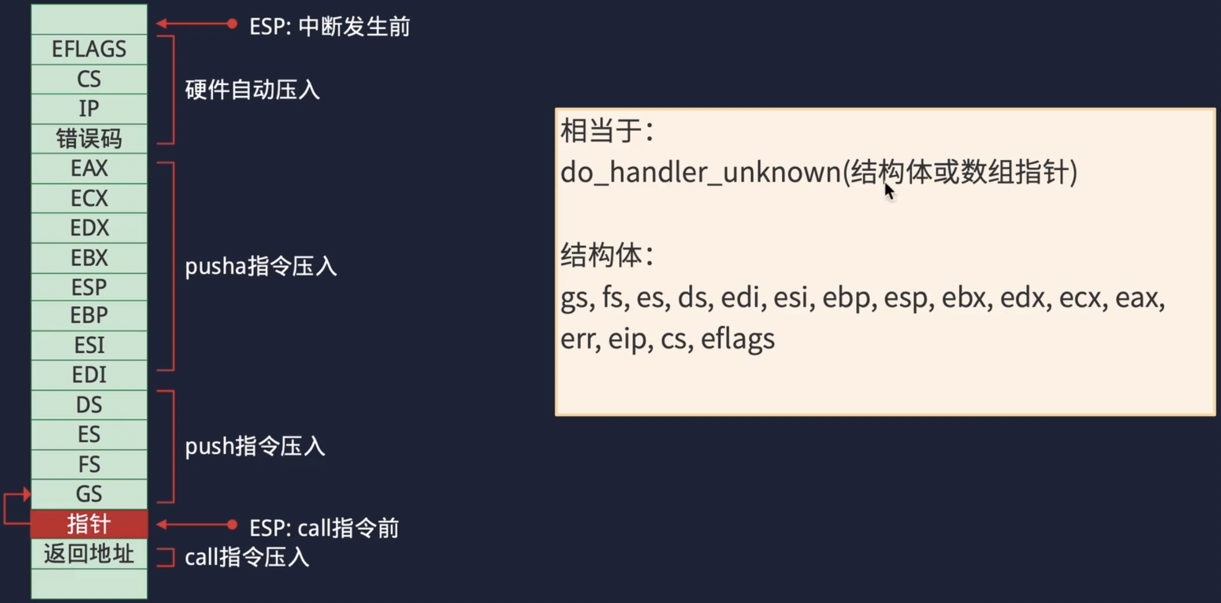 ESP: 中断发生前
EFLAGS
CS
IP
错误码
硬件自动压入
EAX
ECX
EDX
EBX
ESP
EBP
ESI
EDI
pusha指令压入
DS
ES
FS
GS
push指令压入
指针
ESP: call指令前
返回地址
call指令压入
相当于：
do_handler_unknown(结构体或数组指针)
结构体：
gs, fs, es, ds, edi, esi, ebp, esp, ebx, edx, ecx, eax,
err, eip, cs, eflags